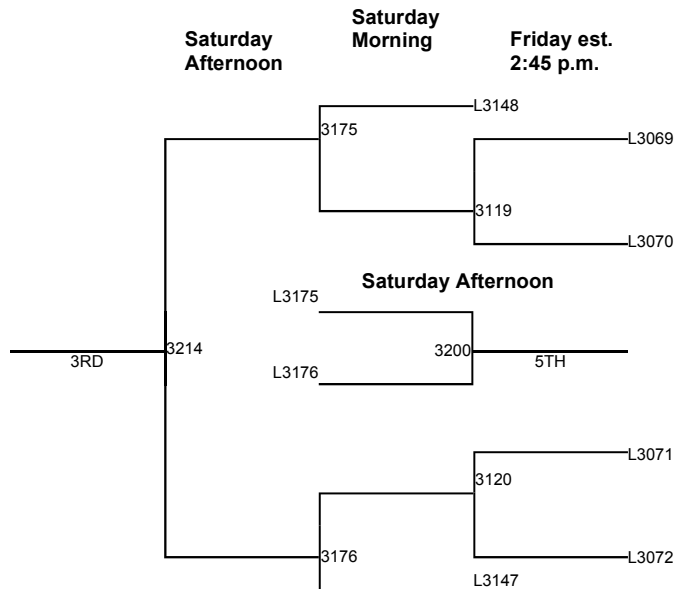 Saturday
Afternoon
Saturday
Morning
Friday est.
2:45 p.m.
L3148
3175
L3069
3119
L3070
Saturday Afternoon
L3175
3214
3RD
3200
5TH
L3176
L3071
3120
3176
L3072
L3147